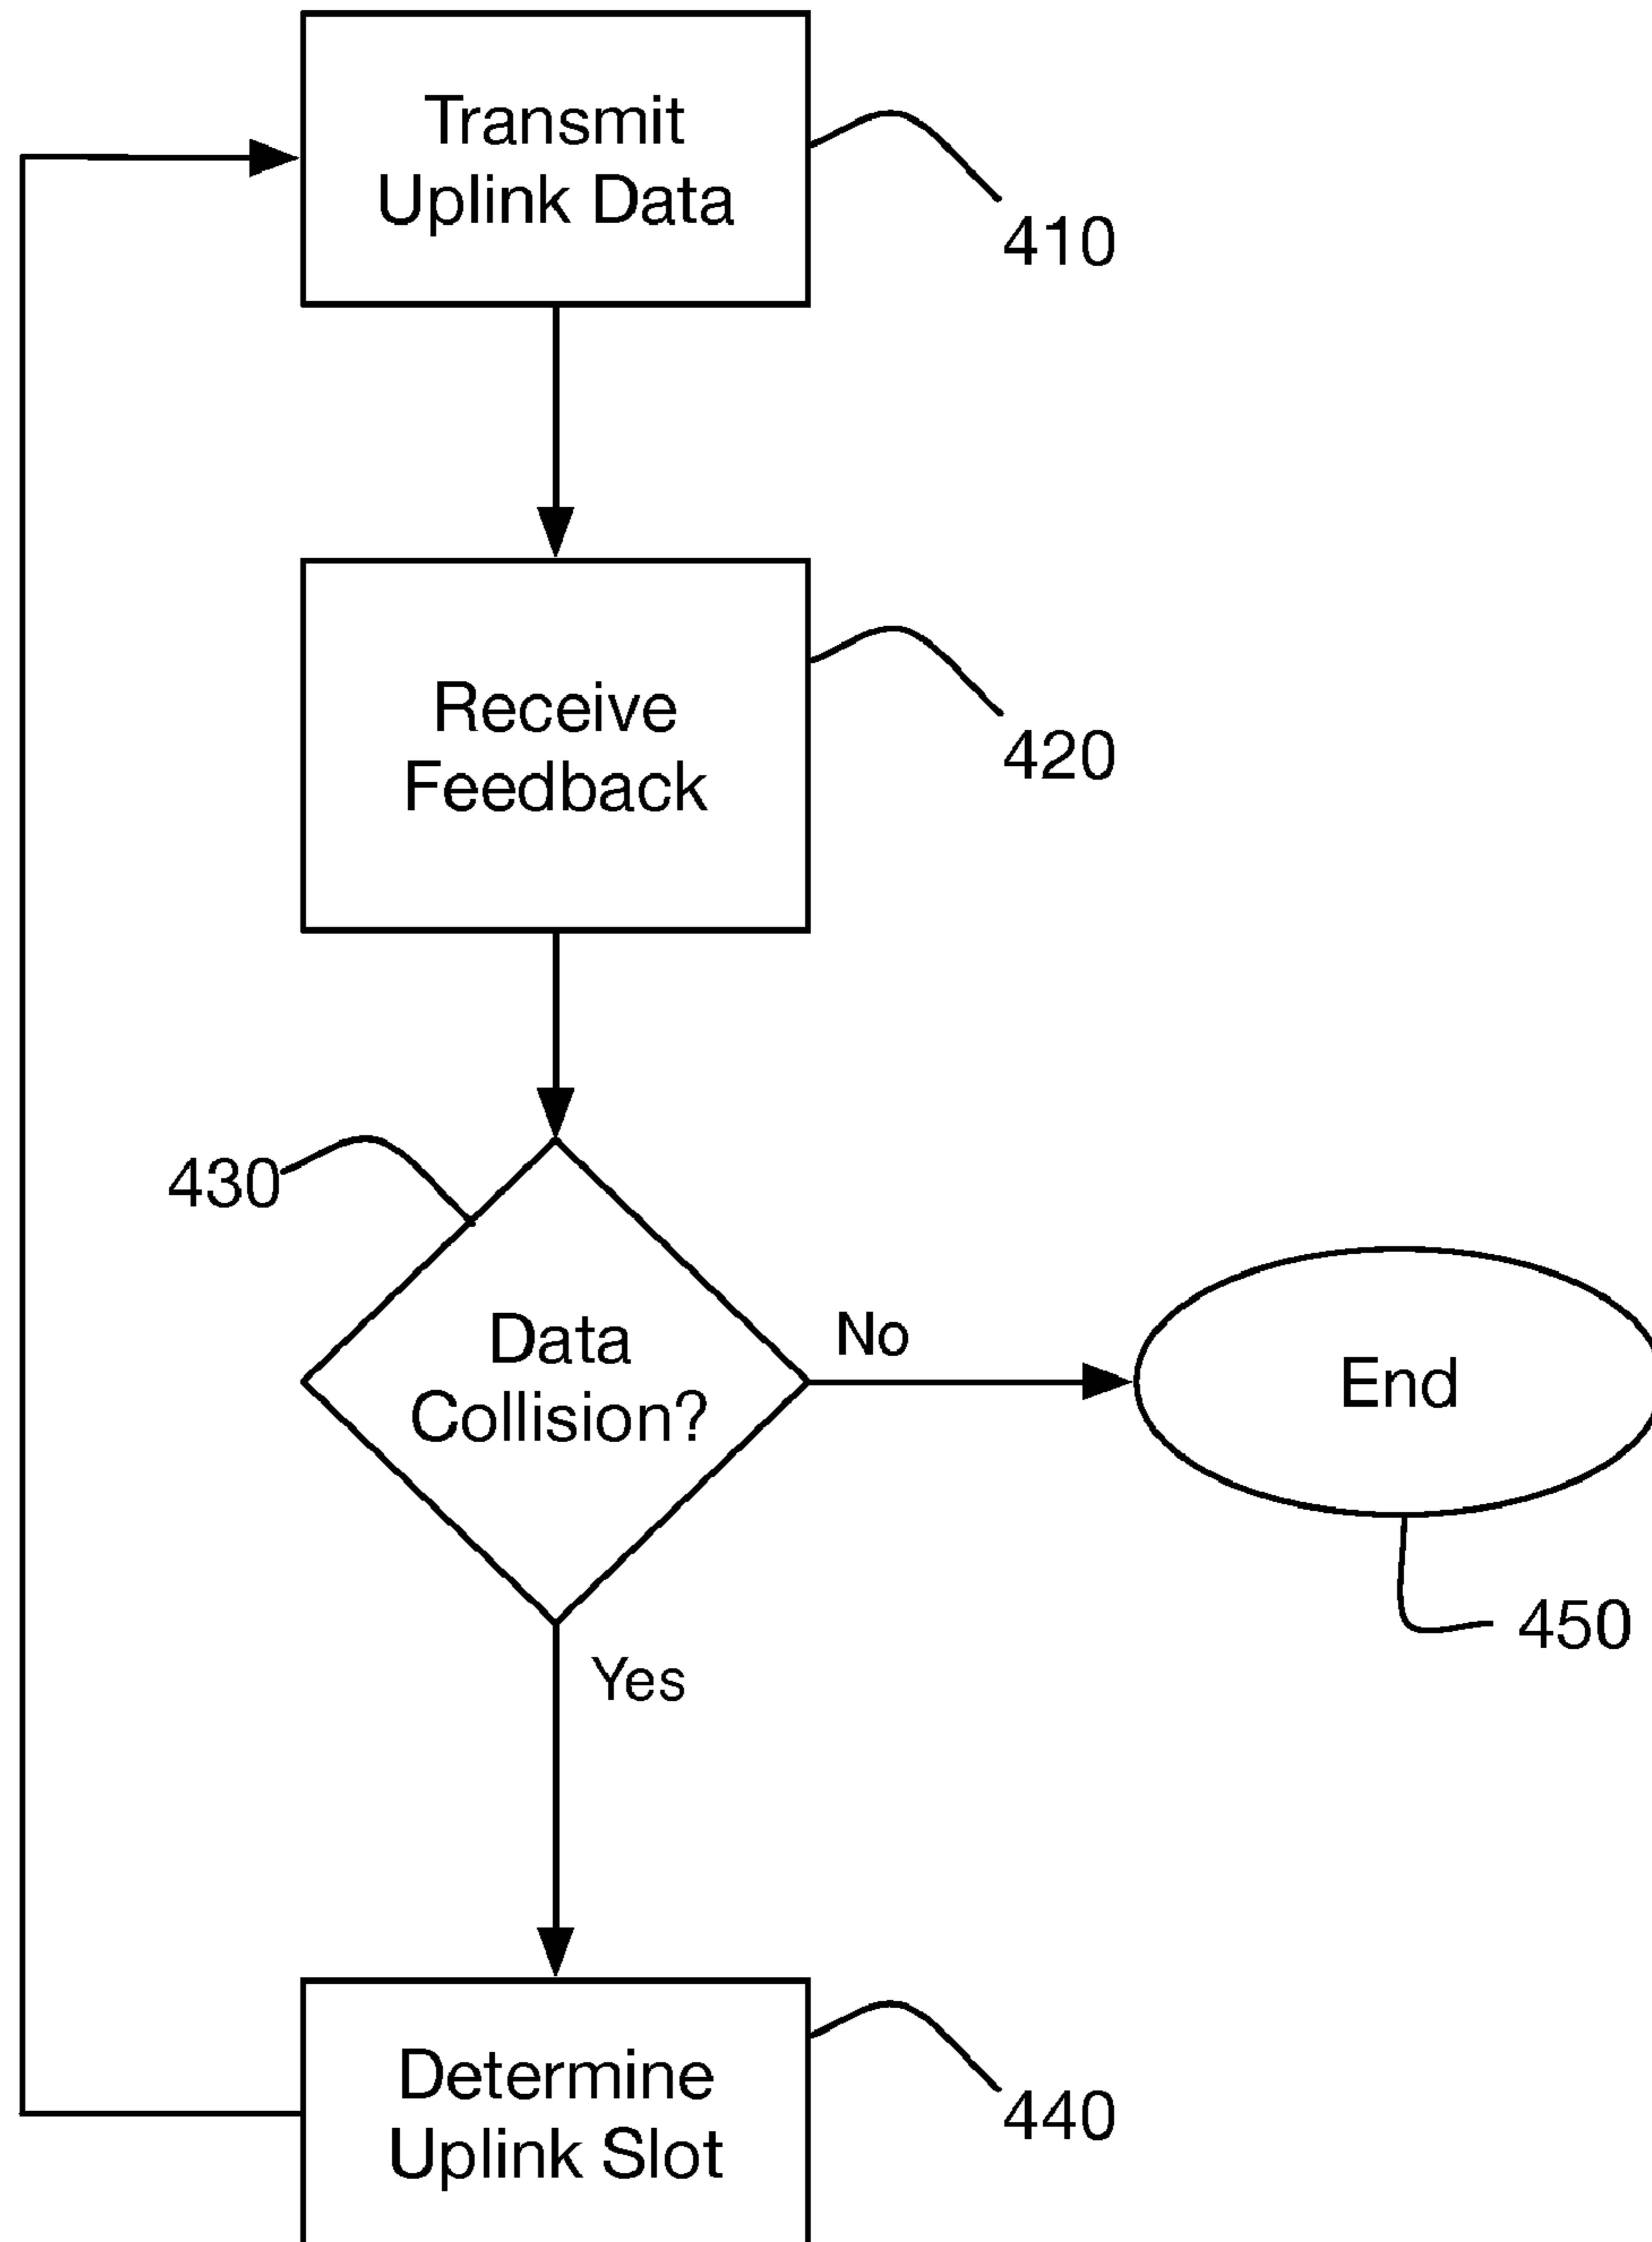 Transmit
Uplink Data
410
Receive
Feedback
420
430
Data
Collision?
No
End
450
Yes
Determine
Uplink Slot
440